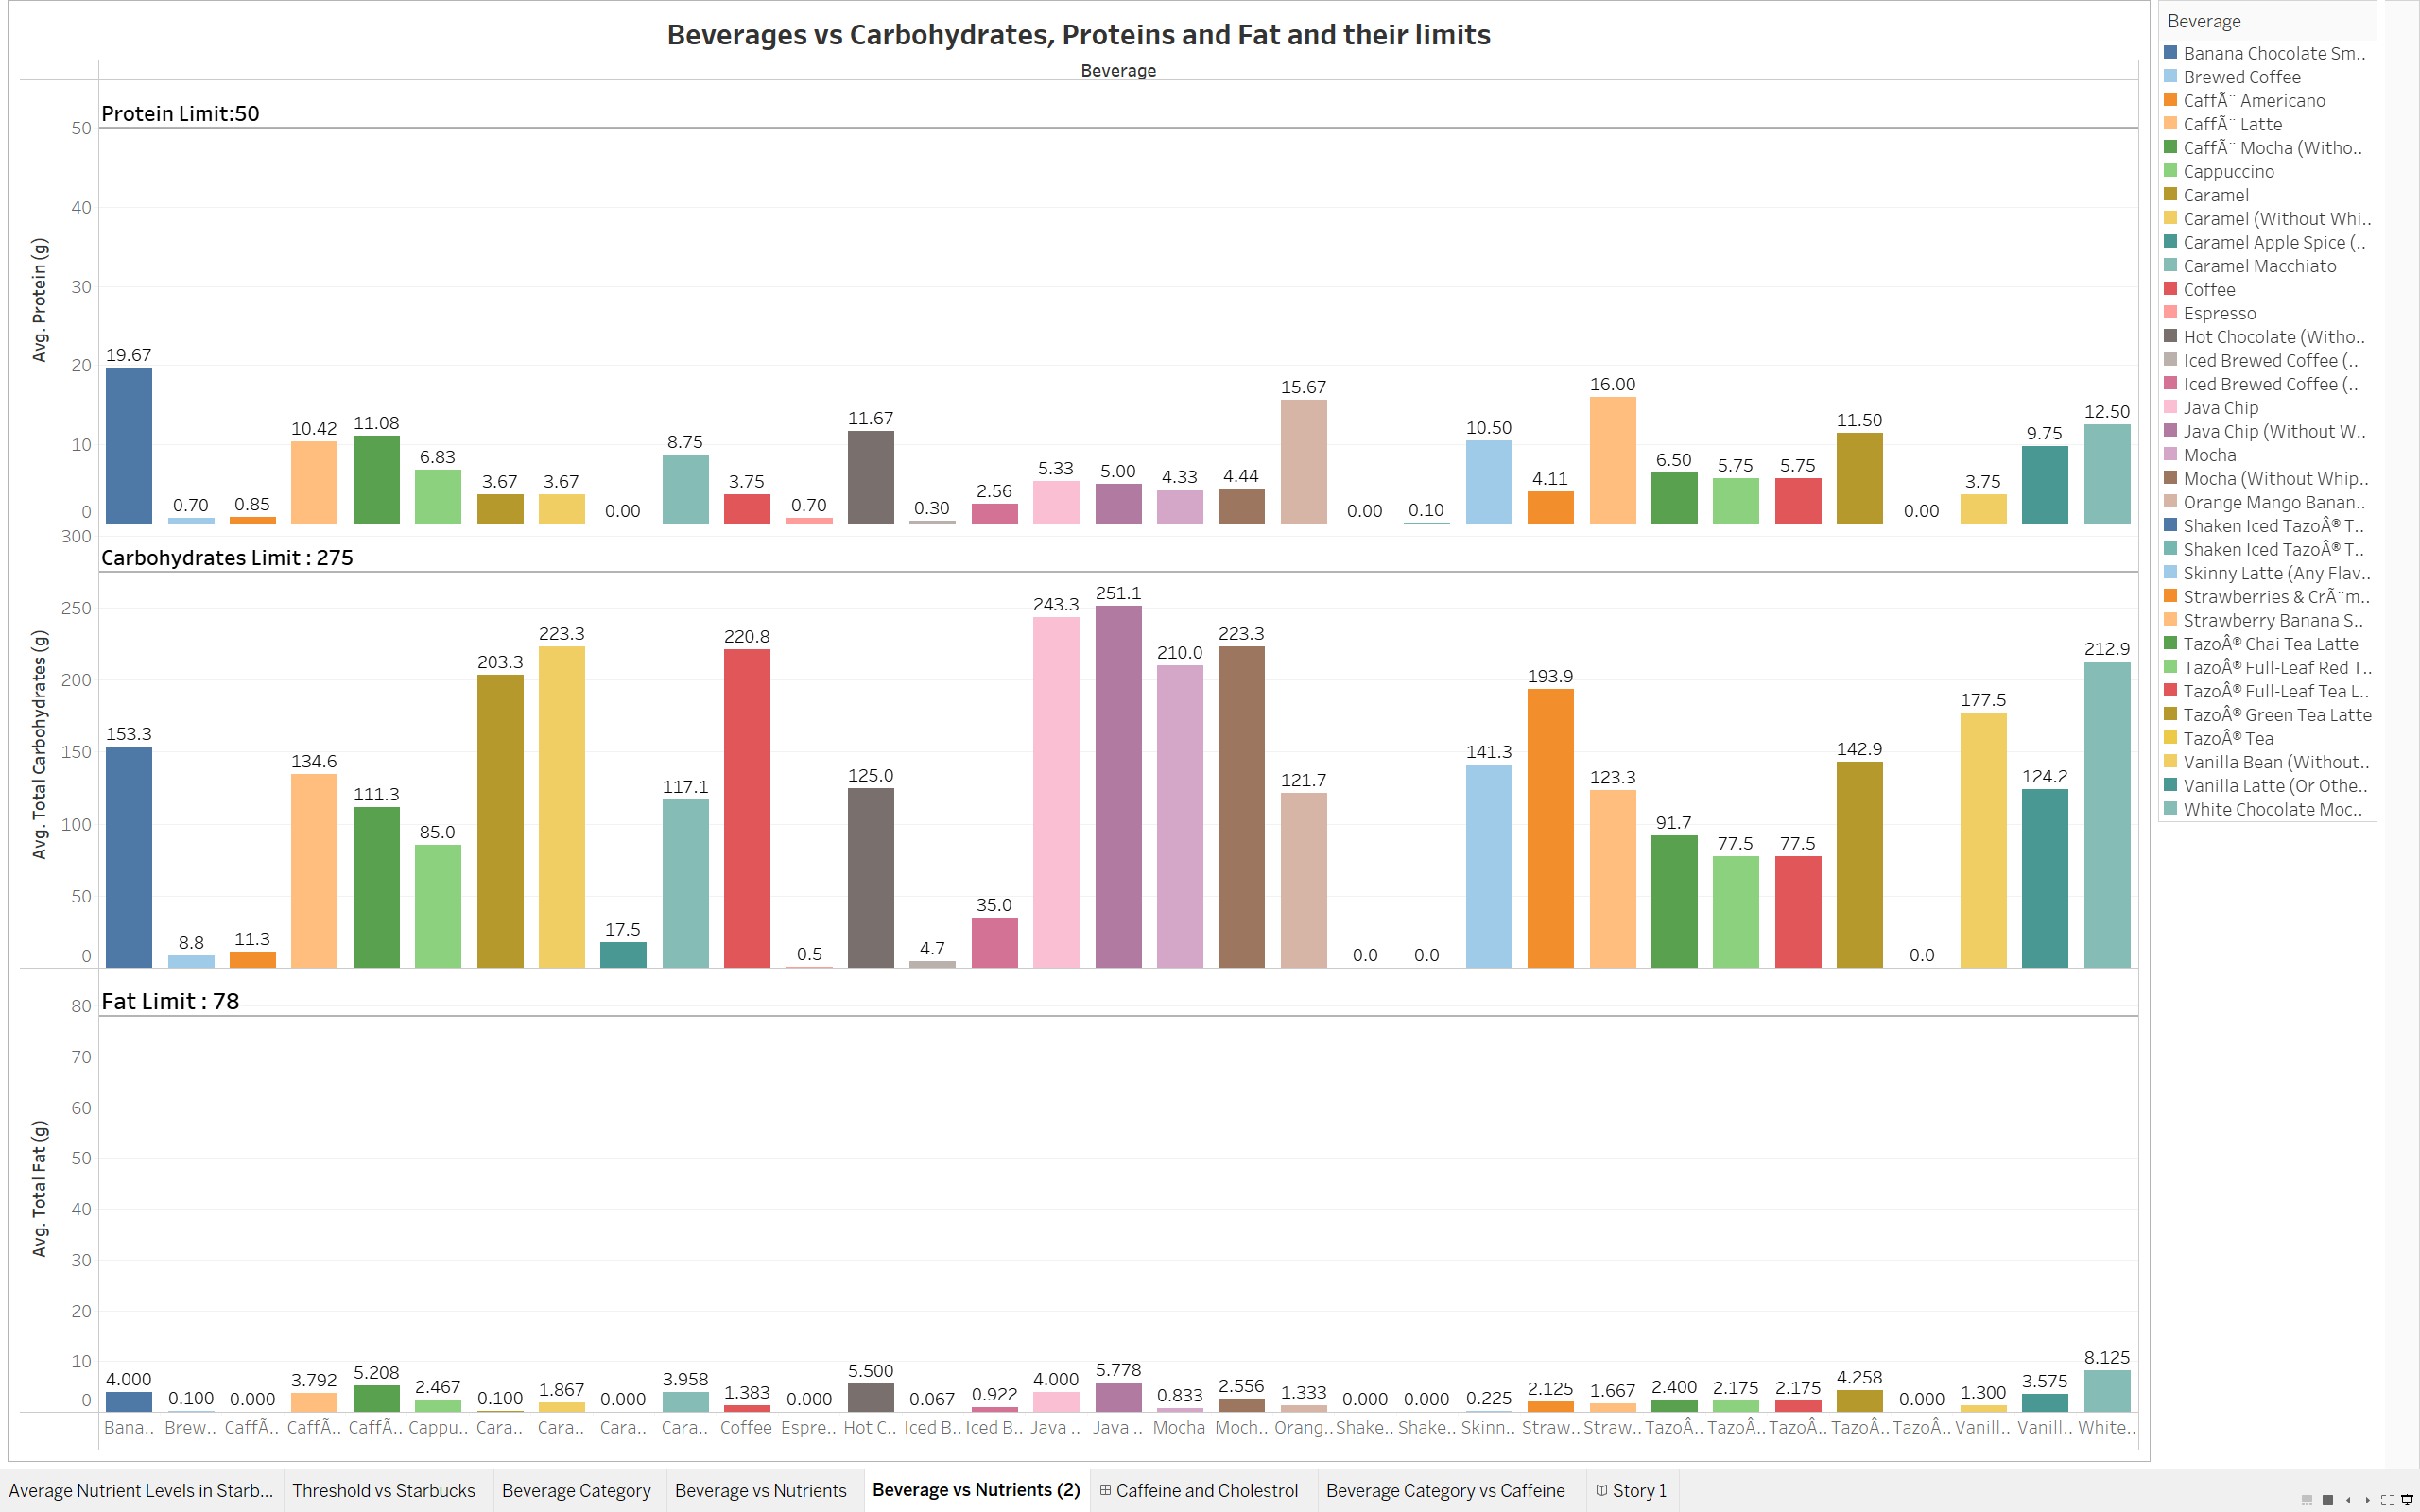 Beverages vs Carbohydrates, Proteins and Fat and their limits
Beverage
Protein Limit:50
Avg. Protein (g)
50
40
30
20
10
0
19.67 0.70 0.85 10.42 11.08 6.83 3.67 3.67 0.00 8.75 3.75 0.70 11.67 0.30 2.56 5.33 5.00 4.33 4.44 15.67 0.00 0.10 10.50 4.11 16.00 6.50 5.75 5.75 11.50 0.00 3.75 9.75 12.50
Carbohydrates Limit : 275
Avg. Total Carbohydrates (g)
300
250
200
150
100
50
0
153.3 8.8 11.3 134.6 111.3 85.0 203.3 223.3 17.5 117.1 220.8 0.5 125.0 4.7 35.0 243.3 251.1 210.0 223.3 121.7 0.0 0.0 141.3 193.9 123.3 91.7 77.5 77.5 142.9 0.0 177.5 124.2 212.9
Fat Limit : 78
Avg. Total Fat (g)
80
70
60
50
40
30
20
10
0
4.000 0.100 0.000 3.792 5.208 2.467 0.100 1.867 0.000 3.958 1.383 0.000 5.500 0.067 0.922 4.000 5.778 0.833 2.556 1.333 0.000 0.000 0.225 2.125 1.667 2.400 2.175 2.175 4.258 0.000 1.300 3.575 8.125
Bana.. Brew.. CaffÃ.. CaffÃ.. CaffÃ.. Cappu.. Cara.. Cara.. Cara.. Cara.. Coffee Espre.. Hot C.. Iced B.. Iced B.. Java .. Java .. Mocha Moch.. Orang.. Shake.. Shake.. Skinn.. Straw.. Straw.. TazoÂ.. TazoÂ.. TazoÂ.. TazoÂ.. TazoÂ.. Vanill.. Vanill.. White..
Beverage
Banana Chocolate Sm..
Brewed Coffee
CaffÃ¨ Americano
CaffÃ¨ Latte
CaffÃ¨ Mocha (Witho..
Cappuccino
Caramel
Caramel (Without Whi..
Caramel Apple Spice (..
Caramel Macchiato
Coffee
Espresso
Hot Chocolate (Witho..
Iced Brewed Coffee (..
Iced Brewed Coffee (..
Java Chip
Java Chip (Without W..
Mocha
Mocha (Without Whip..
Orange Mango Banan..
Shaken Iced TazoÂ® T..
Shaken Iced TazoÂ® T..
Skinny Latte (Any Flav..
Strawberries & CrÃ¨m..
Strawberry Banana S..
TazoÂ® Chai Tea Latte
TazoÂ® Full-Leaf Red T..
TazoÂ® Full-Leaf Tea L..
TazoÂ® Green Tea Latte
TazoÂ® Tea
Vanilla Bean (Without..
Vanilla Latte (Or Othe..
White Chocolate Moc..
Average Nutrient Levels in Starb... Threshold vs Starbucks Beverage Category Beverage vs Nutrients Beverage vs Nutrients (2) Caffeine and Cholestrol Beverage Category vs Caffeine Story 1